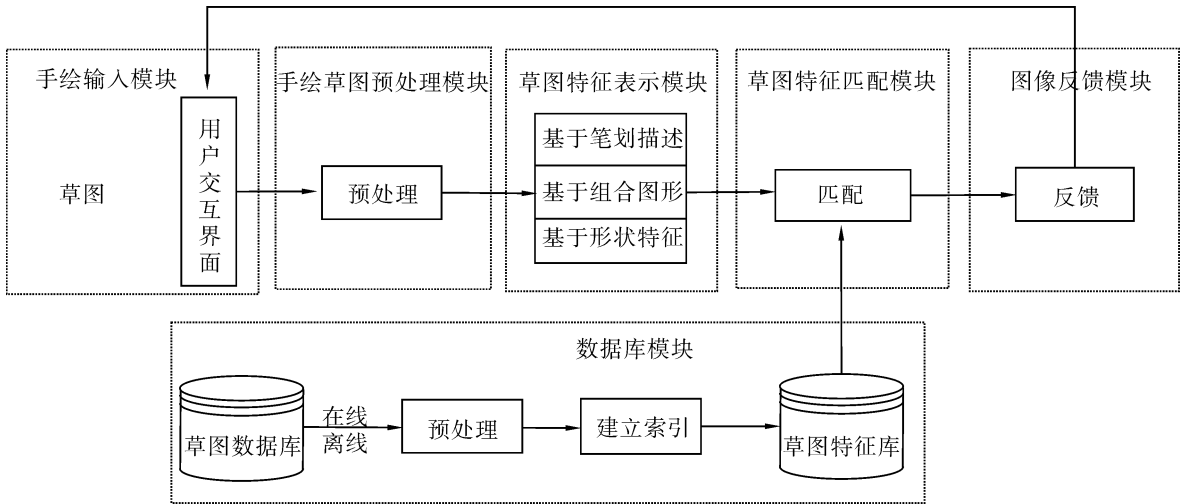 手绘输入模块
手绘草图预处理模块
草图特征表示模块
草图特征匹配模块
图像反馈模块
草图
用户交互界面
预处理
基于笔划描述
基于组合图形
基于形状特征
匹配
反馈
数据库模块
草图数据库
在线
离线
预处理
建立索引
草图特征库